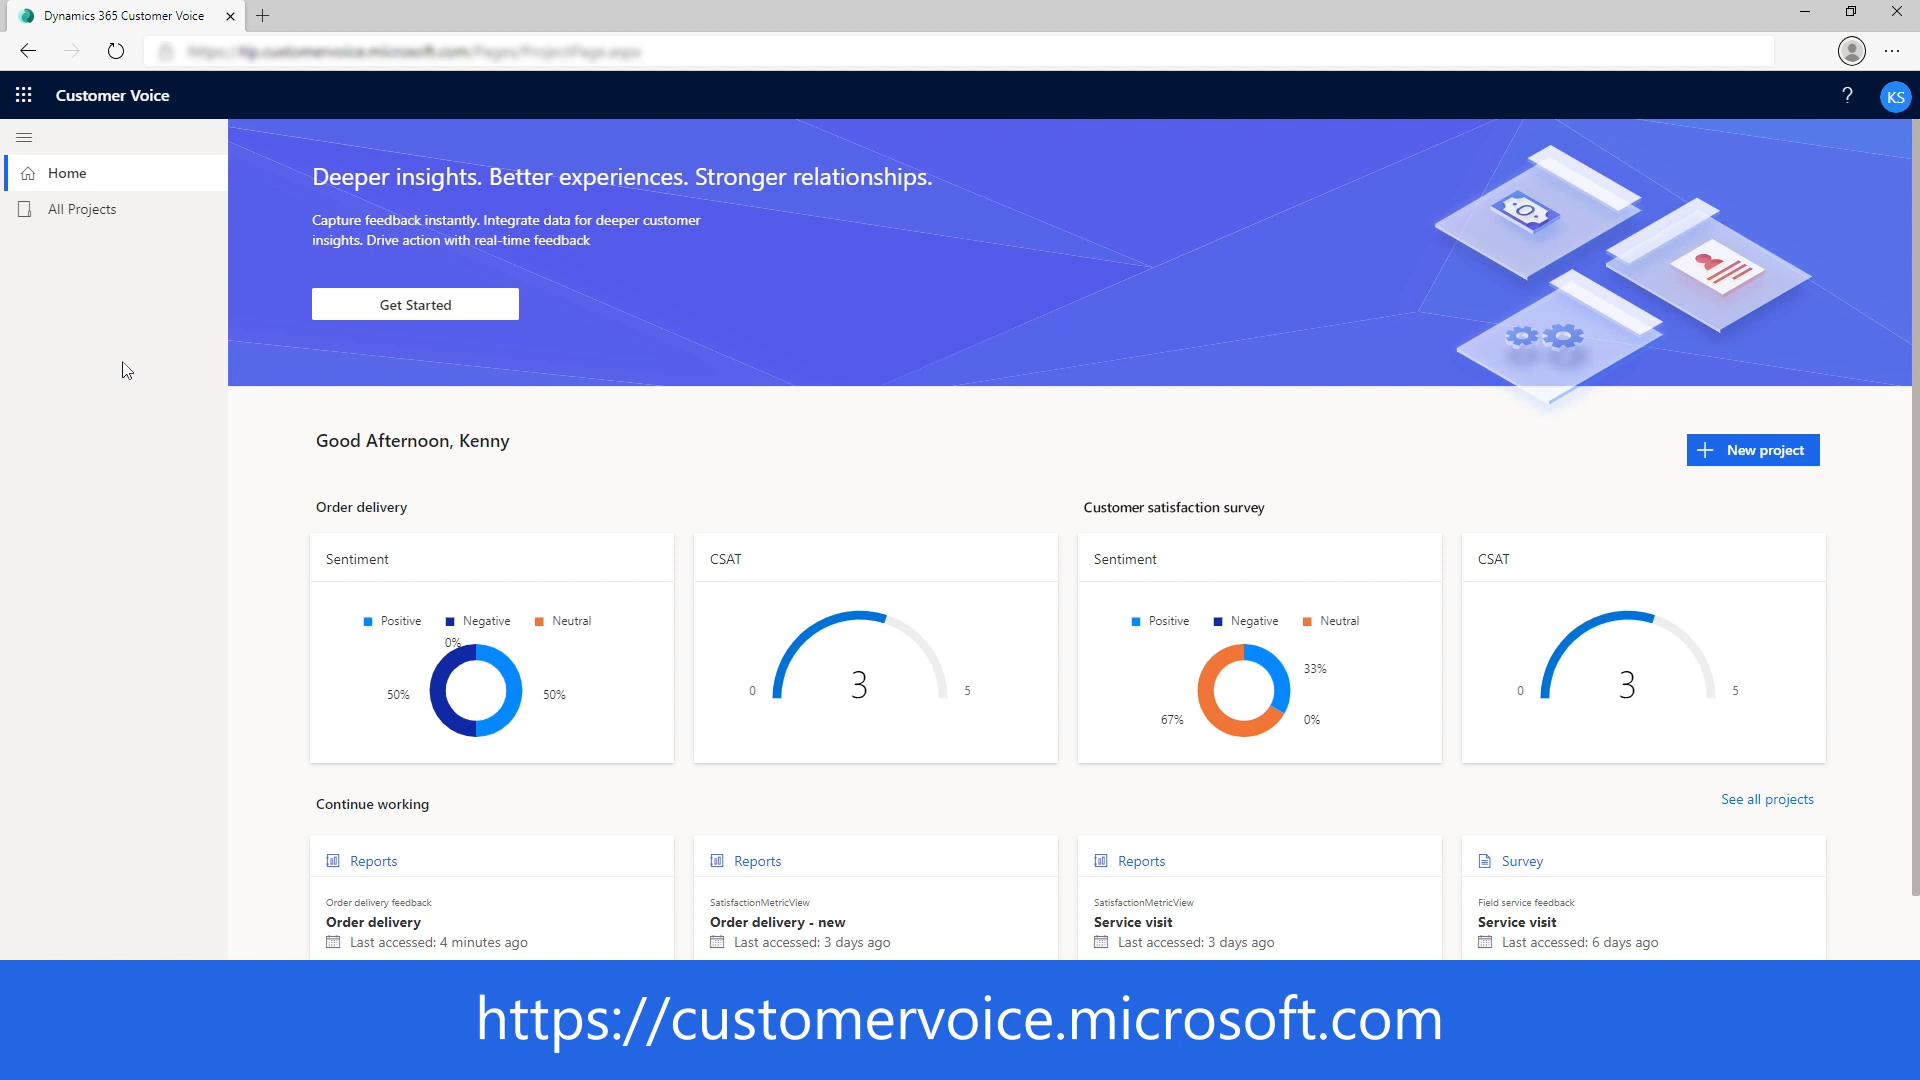 Dynamics 365 Customer Voice
Customer Voice
?
KS
Home
All Projects
Deeper insights. Better experiences. Stronger relationships.
Capture feedback instantly. Integrate data for deeper customer
insights. Drive action with real-time feedback
Get Started
Good Afternoon, Kenny
New project
Order delivery
Customer satisfaction survey
Sentiment
CSAT
Sentiment
CSAT
Positive Negative Neutral
0%
50%
50%
0
3
5
Positive Negative Neutral
33%
67%
0%
0
3
5
Continue working
See all projects
Reports
Order delivery feedback
Order delivery
Last accessed: 4 minutes ago
Reports
SatisfactionMetricView
Order delivery - new
Last accessed: 3 days ago
Reports
SatisfactionMetricView
Service visit
Last accessed: 3 days ago
Survey
Field service feedback
Service visit
Last accessed: 6 days ago
https://customervoice.microsoft.com